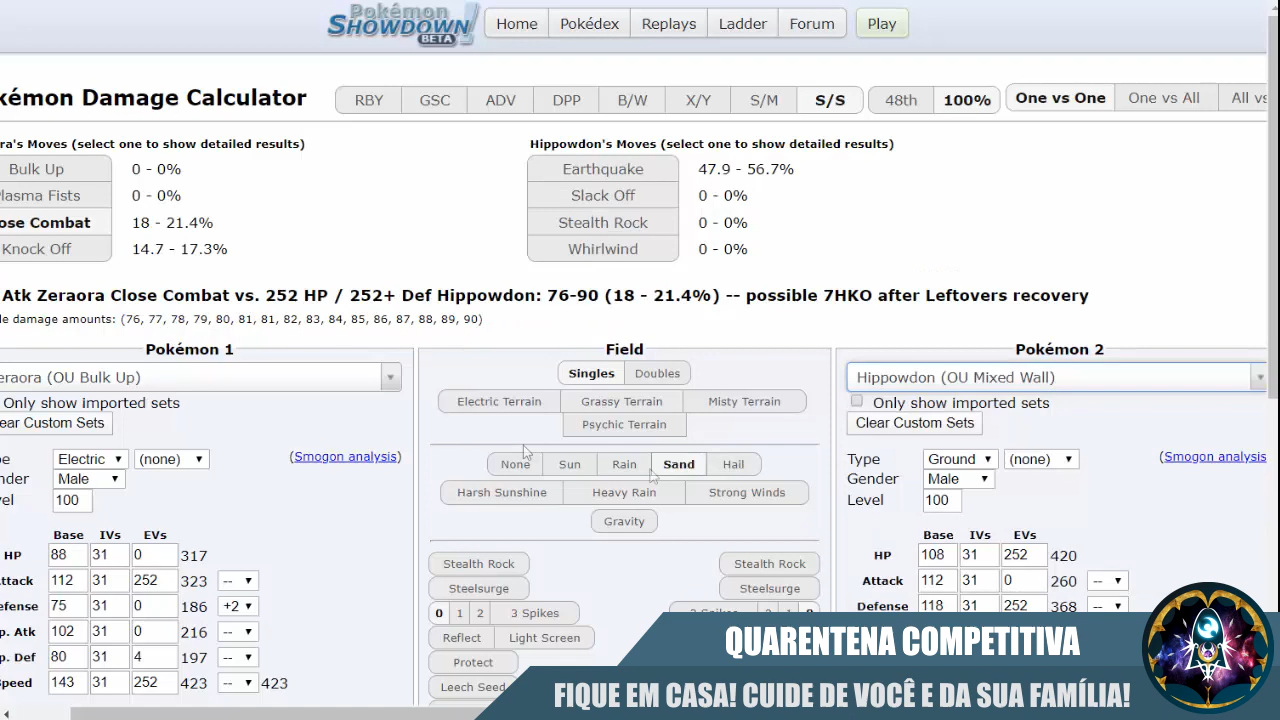 Pokémon
SHOWDOWN!
BETA
Home Pokédex Replays Ladder Forum Play
kémon Damage Calculator RBY GSC ADV DPP B/W X/Y S/M S/S 48th 100% One vs One One vs All All vs
ra's Moves (select one to show detailed results) Hippowdon's Moves (select one to show detailed results)
Bulk Up 0 - 0% Earthquake 47.9 - 56.7%
Plasma Fists 0 - 0% Slack Off 0 - 0%
ose Combat 18 - 21.4% Stealth Rock 0 - 0%
Knock Off 14.7 - 17.3% Whirlwind 0 - 0%
Atk Zeraora Close Combat vs. 252 HP / 252+ Def Hippowdon: 76-90 (18 - 21.4%) -- possible 7HKO after Leftovers recovery
le damage amounts: (76, 77, 78, 79, 80, 81, 81, 82, 83, 84, 85, 86, 87, 88, 89, 90)
Pokémon 1 Field Pokémon 2
eraora (OU Bulk Up) Singles Doubles Hippowdon (OU Mixed Wall)
Only show imported sets Electric Terrain Grassy Terrain Misty Terrain Only show imported sets
ear Custom Sets Psychic Terrain Clear Custom Sets
pe Electric (none) (Smogon analysis) None Sun Rain Sand Hail Type Ground (none) (Smogon analysis)
ender Male Harsh Sunshine Heavy Rain Strong Winds Gender Male
vel 100 Gravity Level 100
Base IVs EVs Base IVs EVs
HP 88 31 0 317 Stealth Rock Stealth Rock HP 108 31 252 420
ttack 112 31 252 323 -- Steelsurge Steelsurge Attack 112 31 0 260 --
efense 75 31 0 186 +2 0 1 2 3 Spikes Defense 118 31 252 368 --
p. Atk 102 31 0 216 -- Reflect Light Screen
p. Def 80 31 4 197 -- Protect
Speed 143 31 252 423 -- 423 Leech Seed
QUARENTENA COMPETITIVA
FIQUE EM CASA! CUIDE DE VOCÊ E DA SUA FAMÍLIA!